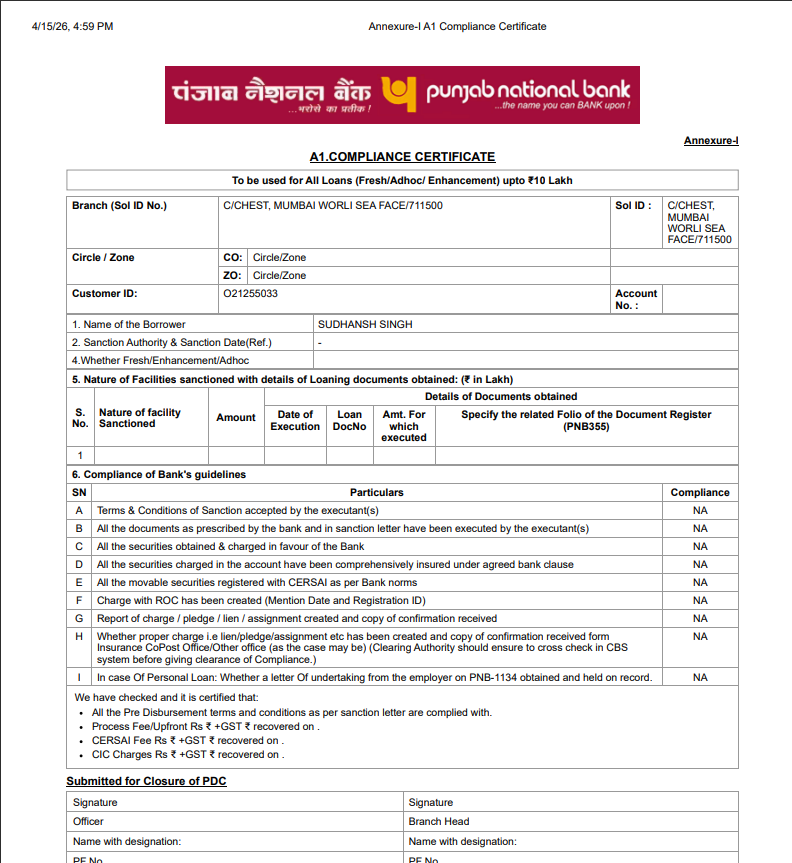 4/15/26, 4:59 PM
Annexure-I A1 Compliance Certificate
पंजाब नैशनल बैंक
...भरोसे का प्रतीक !
punjab national bank
...the name you can BANK upon !
Annexure-I
A1.COMPLIANCE CERTIFICATE
To be used for All Loans (Fresh/Adhoc/ Enhancement) upto ₹10 Lakh
Branch (Sol ID No.)
C/CHEST, MUMBAI WORLI SEA FACE/711500
Sol ID :
C/CHEST,
MUMBAI
WORLI SEA
FACE/711500
Circle / Zone
CO: Circle/Zone
ZO: Circle/Zone
Customer ID:
O21255033
Account
No. :
1. Name of the Borrower
SUDHANSH SINGH
2. Sanction Authority & Sanction Date(Ref.)
-
4.Whether Fresh/Enhancement/Adhoc
5. Nature of Facilities sanctioned with details of Loaning documents obtained: (₹ in Lakh)
S.
No.
Nature of facility
Sanctioned
Amount
Details of Documents obtained
Date of
Execution
Loan
DocNo
Amt. For
which
executed
Specify the related Folio of the Document Register
(PNB355)
1
6. Compliance of Bank's guidelines
SN Particulars Compliance
A Terms & Conditions of Sanction accepted by the executant(s) NA
B All the documents as prescribed by the bank and in sanction letter have been executed by the executant(s) NA
C All the securities obtained & charged in favour of the Bank NA
D All the securities charged in the account have been comprehensively insured under agreed bank clause NA
E All the movable securities registered with CERSAI as per Bank norms NA
F Charge with ROC has been created (Mention Date and Registration ID) NA
G Report of charge / pledge / lien / assignment created and copy of confirmation received NA
H Whether proper charge i.e lien/pledge/assignment etc has been created and copy of confirmation received form NA
Insurance CoPost Office/Other office (as the case may be) (Clearing Authority should ensure to cross check in CBS
system before giving clearance of Compliance.)
I In case Of Personal Loan: Whether a letter Of undertaking from the employer on PNB-1134 obtained and held on record. NA
We have checked and it is certified that:
• All the Pre Disbursement terms and conditions as per sanction letter are complied with.
• Process Fee/Upfront Rs ₹ +GST ₹ recovered on .
• CERSAI Fee Rs ₹ +GST ₹ recovered on .
• CIC Charges Rs ₹ +GST ₹ recovered on .
Submitted for Closure of PDC
Signature Signature
Officer Branch Head
Name with designation: Name with designation:
PF No. PF No.